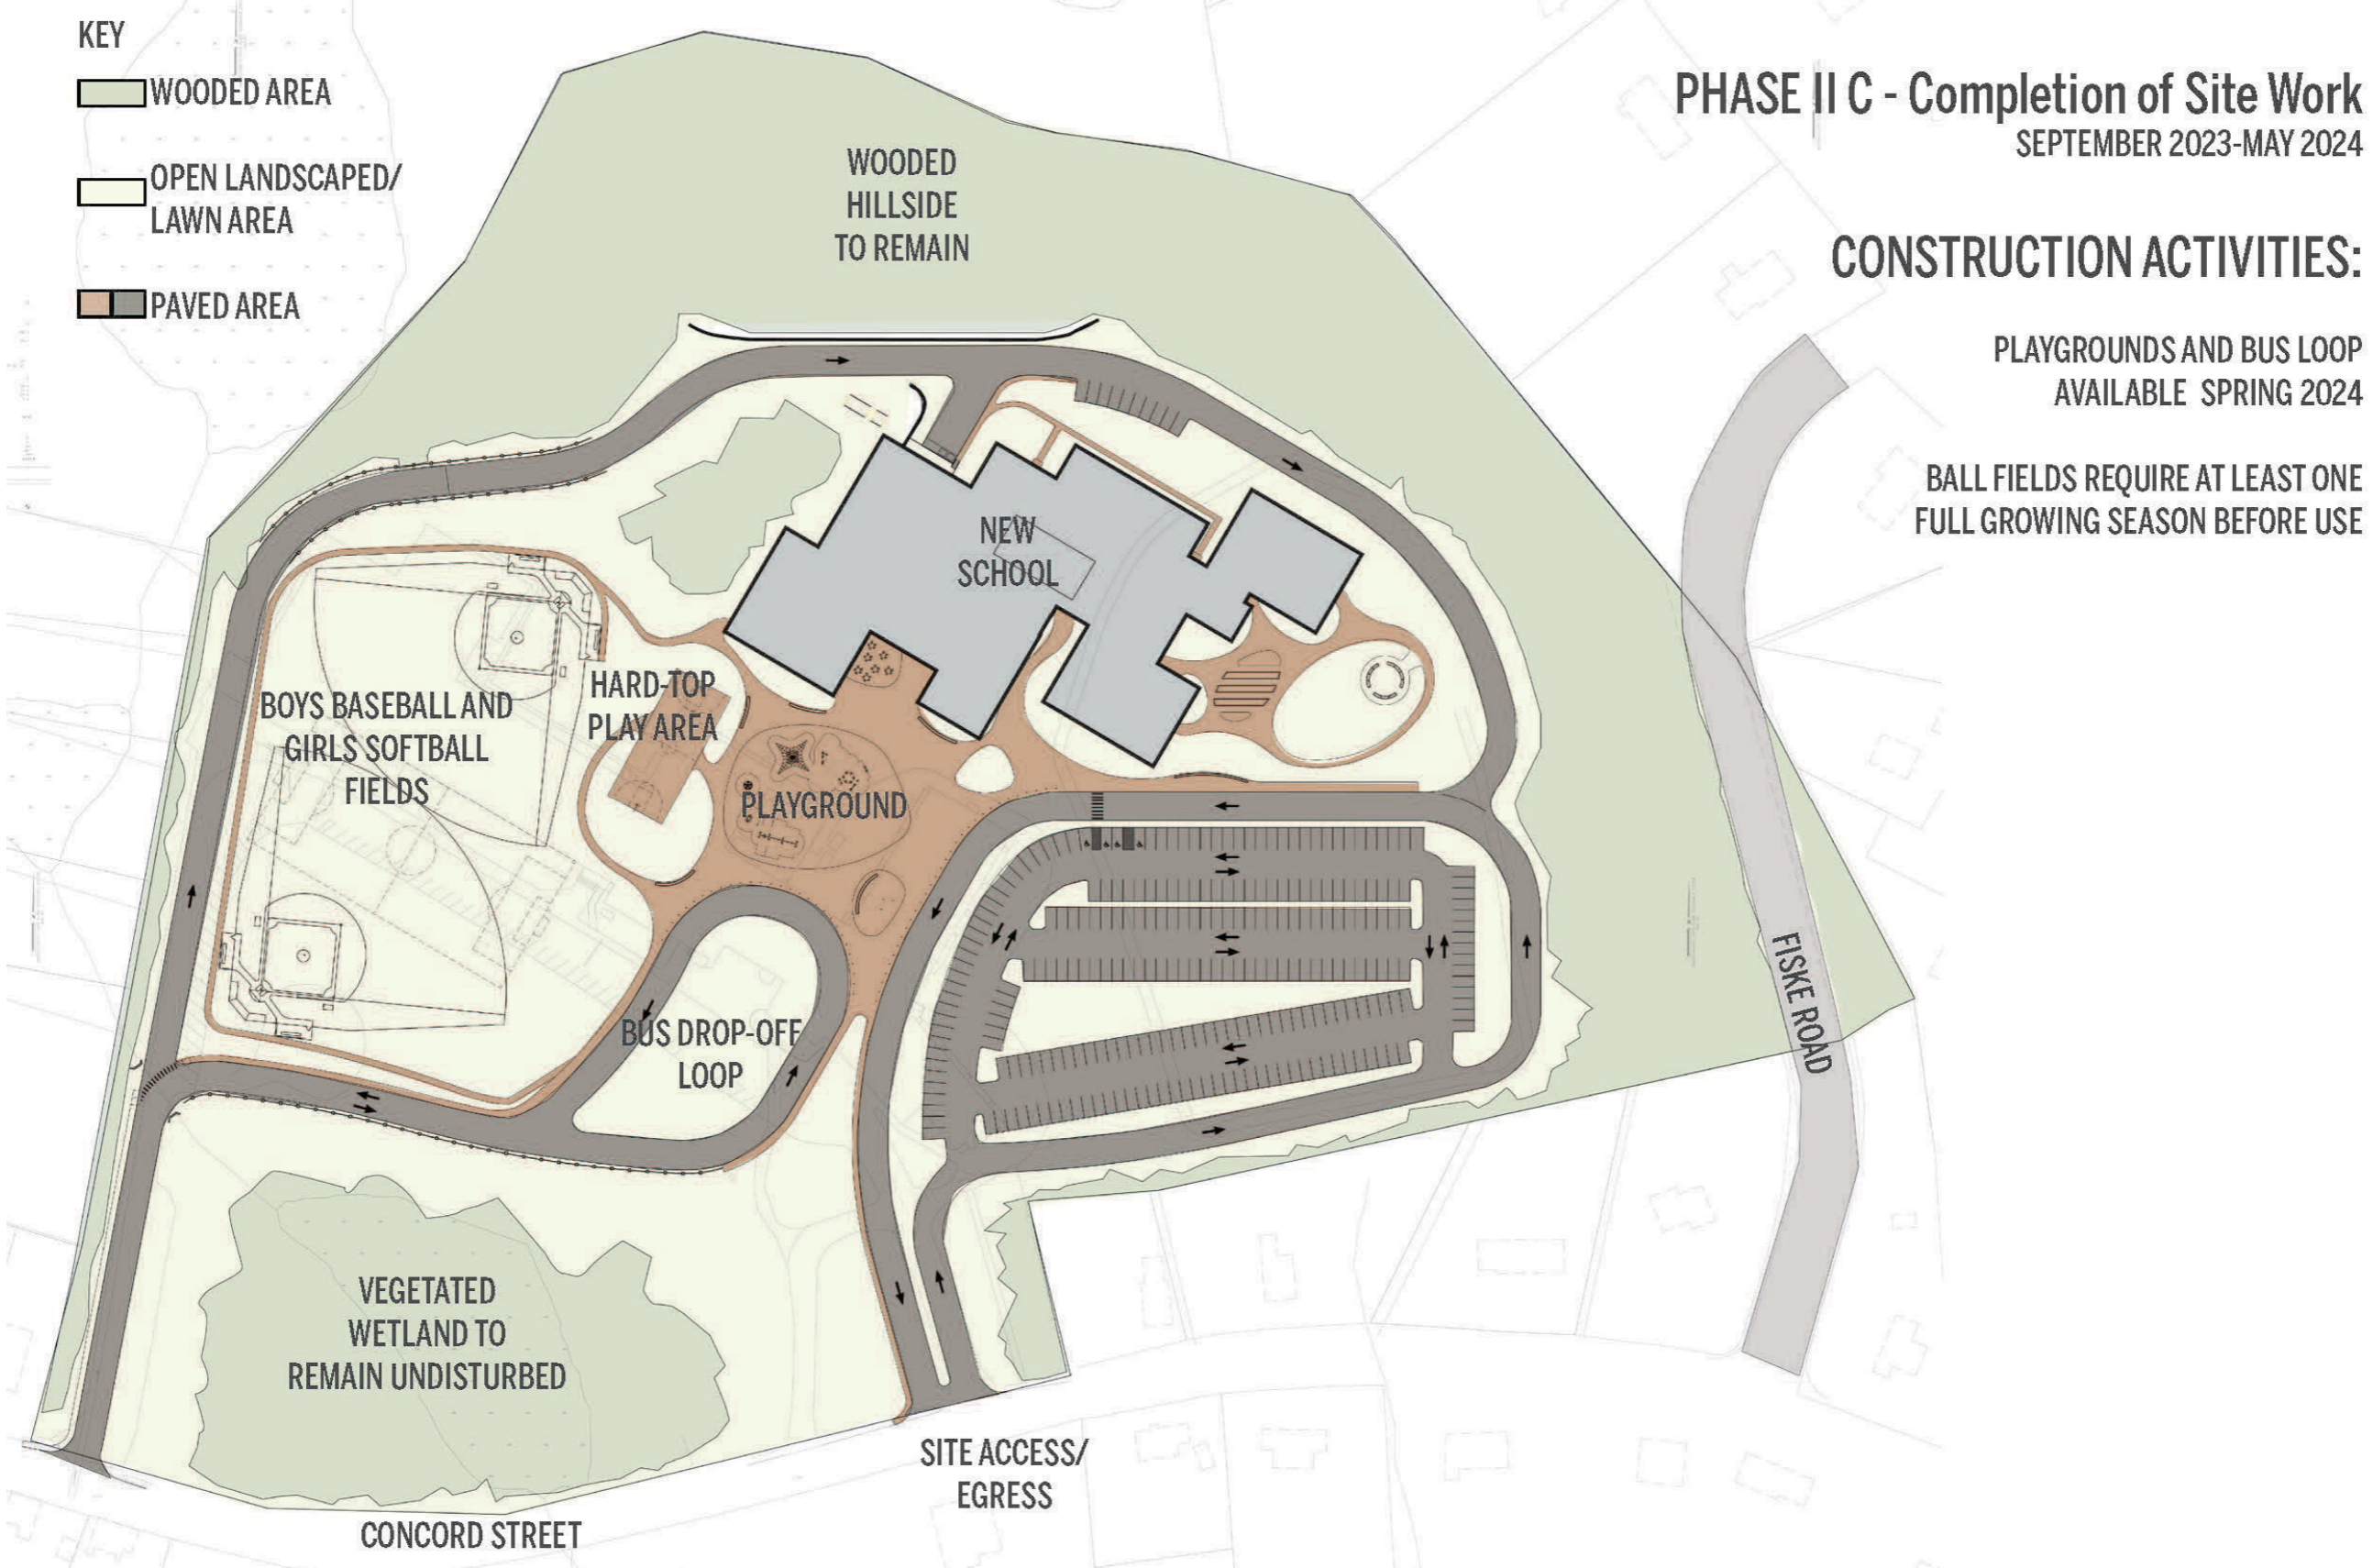 KEY
WOODED AREA
OPEN LANDSCAPED/
LAWN AREA
PAVED AREA
PHASE II C - Completion of Site Work
SEPTEMBER 2023-MAY 2024
CONSTRUCTION ACTIVITIES:
PLAYGROUNDS AND BUS LOOP
AVAILABLE SPRING 2024
BALL FIELDS REQUIRE AT LEAST ONE
FULL GROWING SEASON BEFORE USE
WOODED
HILLSIDE
TO REMAIN
NEW
SCHOOL
HARD-TOP
PLAY AREA
BOYS BASEBALL AND
GIRLS SOFTBALL
FIELDS
PLAYGROUND
BUS DROP-OFF
LOOP
FISKE ROAD
VEGETATED
WETLAND TO
REMAIN UNDISTURBED
SITE ACCESS/
EGRESS
CONCORD STREET